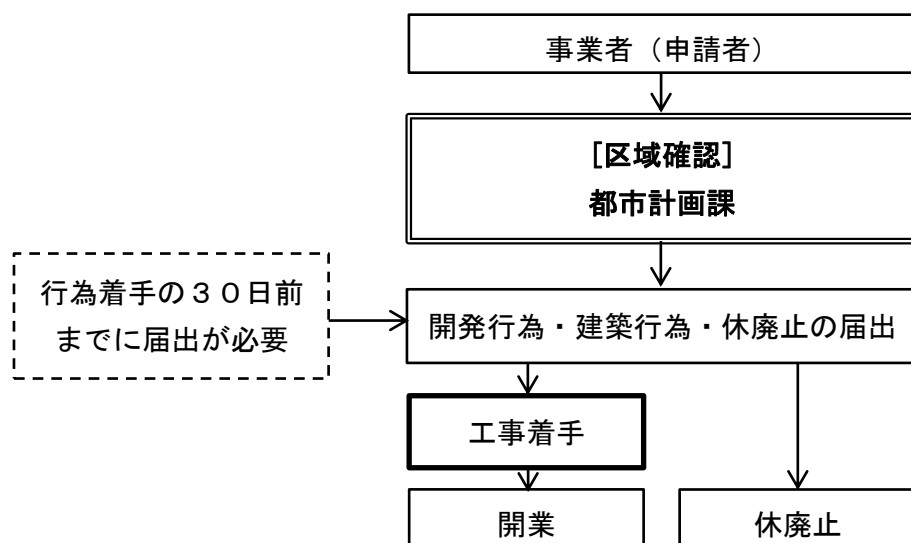 事業者（申請者）
［区域確認］
都市計画課
行為着手の３０日前
までに届出が必要
開発行為・建築行為・休廃止の届出
工事着手
開業
休廃止